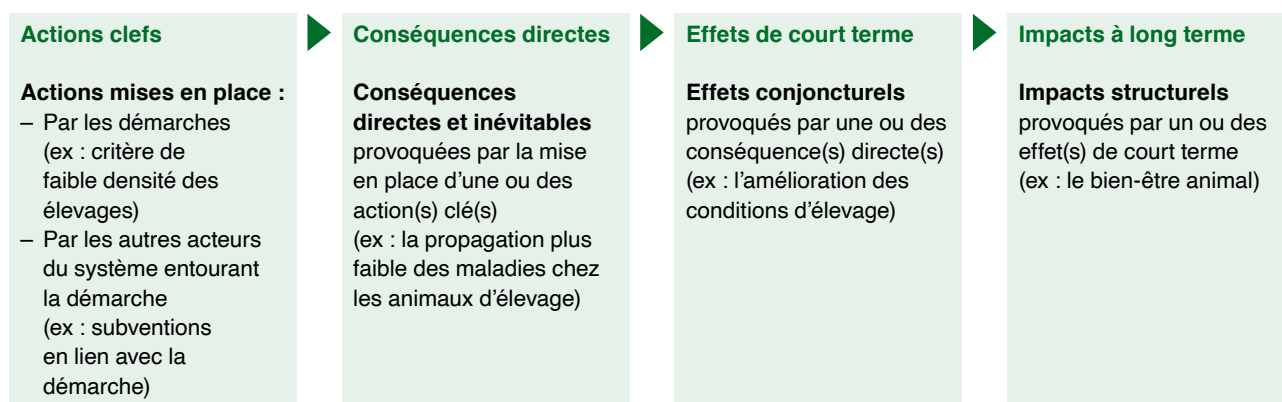 Actions clefs
Actions mises en place :
– Par les démarches
(ex : critère de
faible densité des
élevages)
– Par les autres acteurs
du système entourant
la démarche
(ex : subventions
en lien avec la
démarche)
Conséquences directes
Conséquences
directes et inévitables
provoquées par la mise
en place d'une ou des
action(s) clé(s)
(ex : la propagation plus
faible des maladies chez
les animaux d'élevage)
Effets de court terme
Effets conjoncturels
provoqués par une ou des
conséquence(s) directe(s)
(ex : l'amélioration des
conditions d'élevage)
Impacts à long terme
Impacts structurels
provoqués par un ou des
effet(s) de court terme
(ex : le bien-être animal)